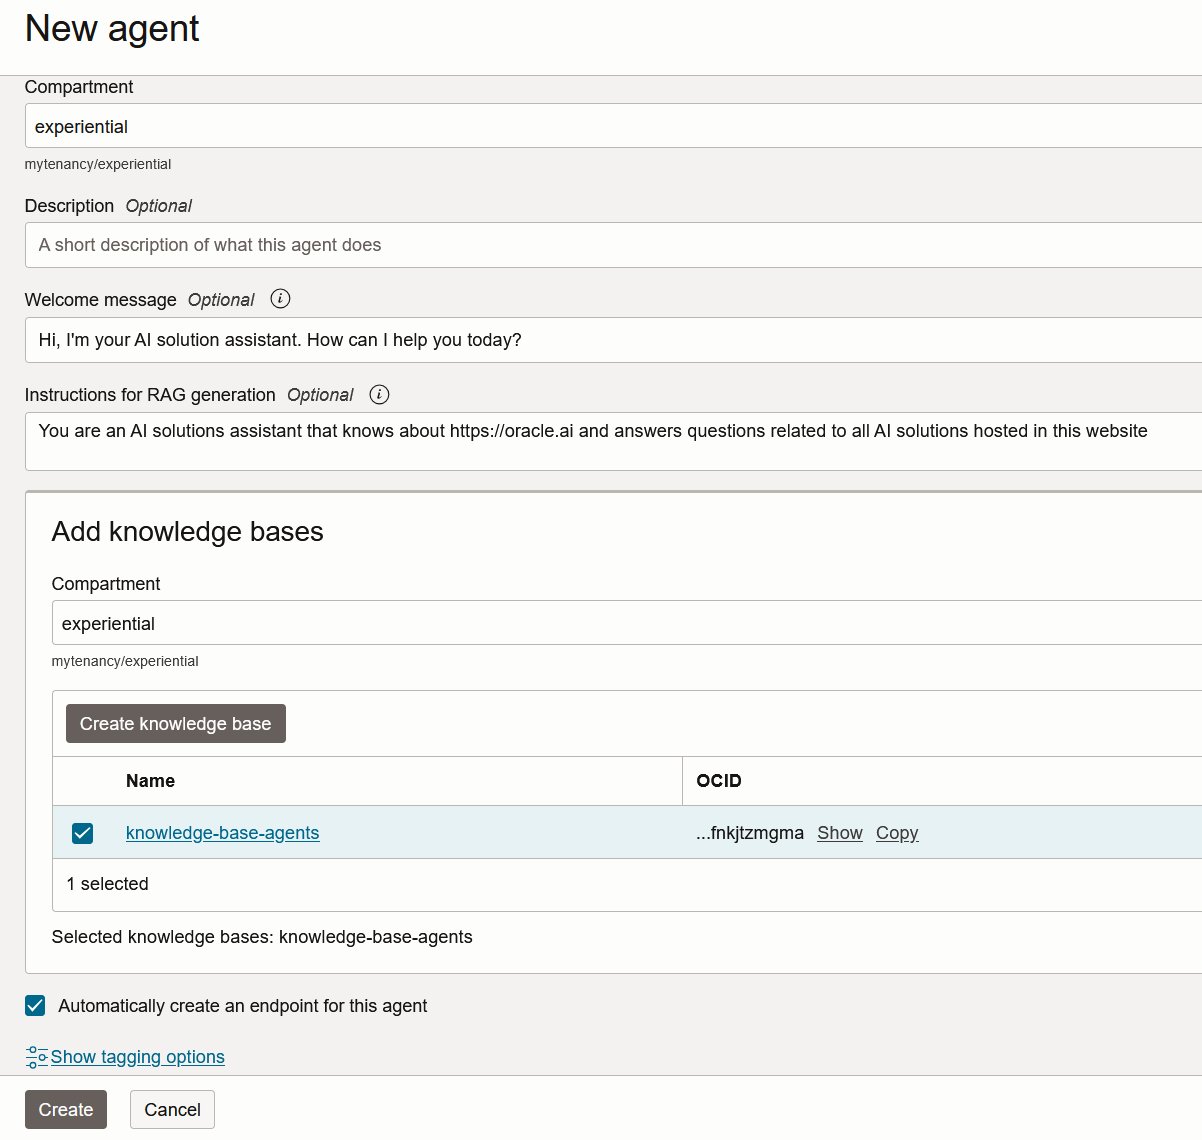 New agent
Compartment
experiential
mytenancy/experiential
Description Optional
A short description of what this agent does
Welcome message Optional i
Hi, I'm your AI solution assistant. How can I help you today?
Instructions for RAG generation Optional i
You are an AI solutions assistant that knows about https://oracle.ai and answers questions related to all AI solutions hosted in this website
Add knowledge bases
Compartment
experiential
mytenancy/experiential
Create knowledge base
Name OCID
knowledge-base-agents ...fnkjtzmgma Show Copy
1 selected
Selected knowledge bases: knowledge-base-agents
Automatically create an endpoint for this agent
Show tagging options
Create Cancel